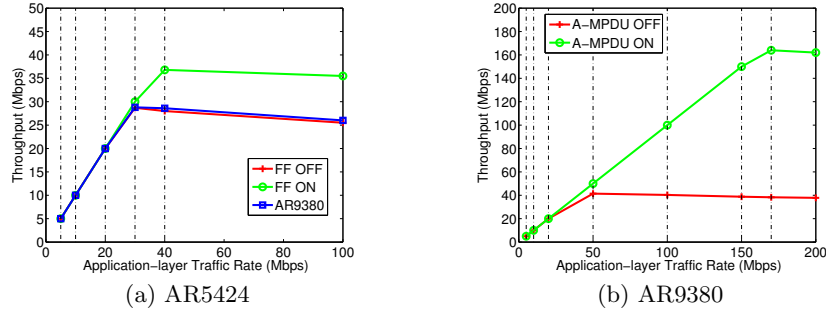 50
45
40
35
30
25
20
15
10
5
0
Throughput (Mbps)
FF OFF
FF ON
AR9380
0 20 40 60 80 100
Application−layer Traffic Rate (Mbps)
(a) AR5424
200
180
160
140
120
100
80
60
40
20
0
Throughput (Mbps)
A−MPDU OFF
A−MPDU ON
0 50 100 150 200
Application−layer Traffic Rate (Mbps)
(b) AR9380